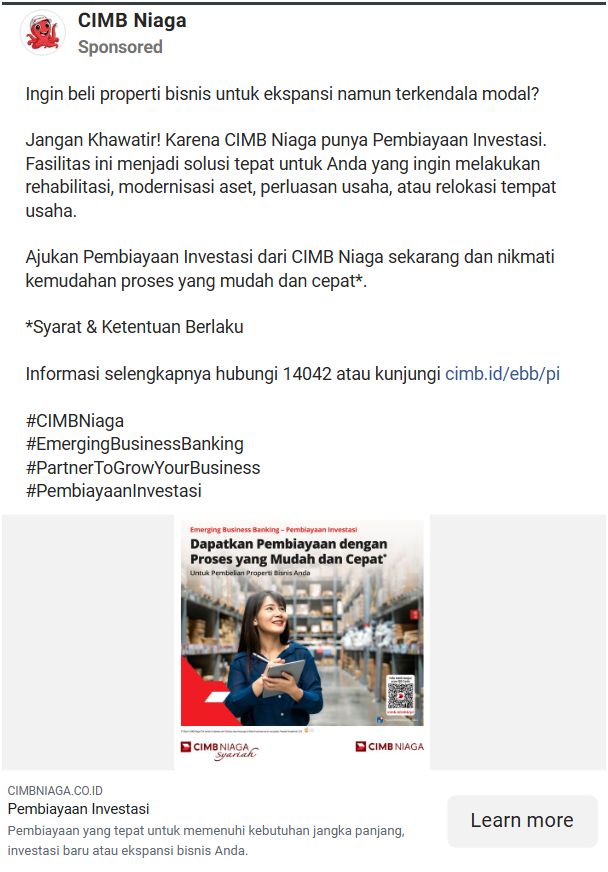 CIMB Niaga
Sponsored
Ingin beli properti bisnis untuk ekspansi namun terkendala modal?
Jangan Khawatir! Karena CIMB Niaga punya Pembiayaan Investasi.
Fasilitas ini menjadi solusi tepat untuk Anda yang ingin melakukan
rehabilitasi, modernisasi aset, perluasan usaha, atau relokasi tempat
usaha.
Ajukan Pembiayaan Investasi dari CIMB Niaga sekarang dan nikmati
kemudahan proses yang mudah dan cepat*.
*Syarat & Ketentuan Berlaku
Informasi selengkapnya hubungi 14042 atau kunjungi cimb.id/ebb/pi
#CIMBNiaga
#EmergingBusinessBanking
#PartnerToGrowYourBusiness
#PembiayaanInvestasi
Emerging Business Banking – Pembiayaan Investasi
Dapatkan Pembiayaan dengan
Proses yang Mudah dan Cepat*
Untuk Pembelian Properti Bisnis Anda
CIMB NIAGA
syariah
CIMB NIAGA
CIMBNIAGA.CO.ID
Pembiayaan Investasi
Pembiayaan yang tepat untuk memenuhi kebutuhan jangka panjang,
investasi baru atau ekspansi bisnis Anda.
Learn more